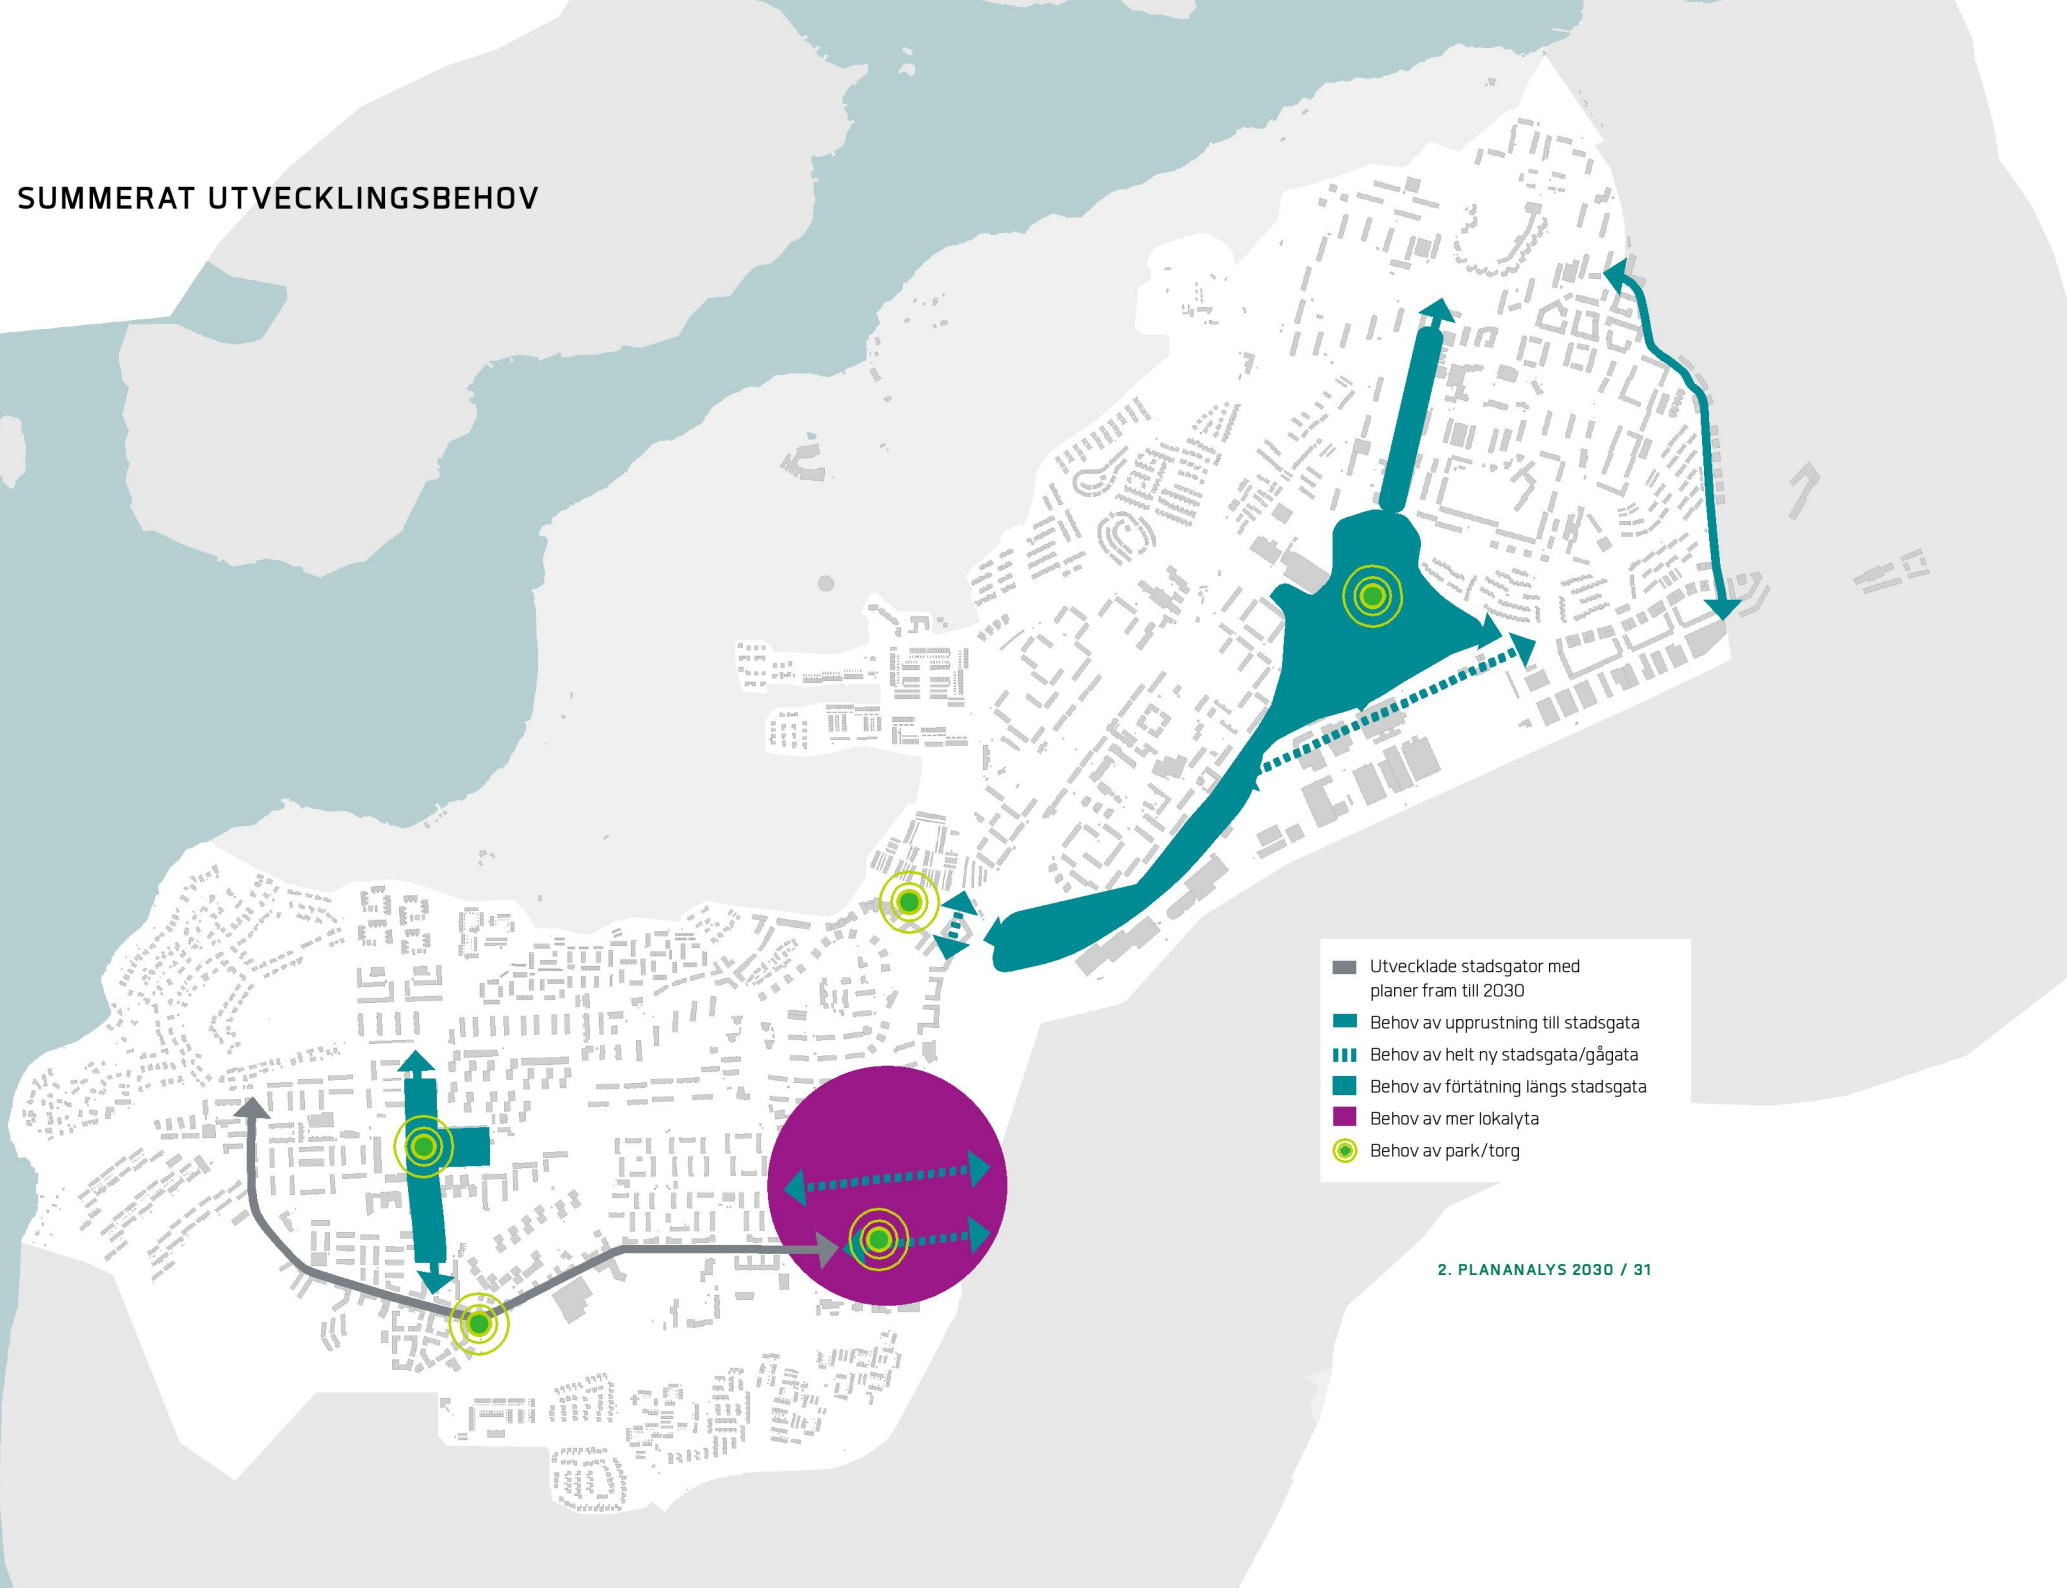 SUMMERAT UTVECKLINGSBEHOV
Utvecklade stadsgator med
planer fram till 2030
Behov av upprustning till stadsgata
Behov av helt ny stadsgata/gågata
Behov av förtätning längs stadsgata
Behov av mer lokalyta
Behov av park/torg
2. PLANANALYS 2030 / 31